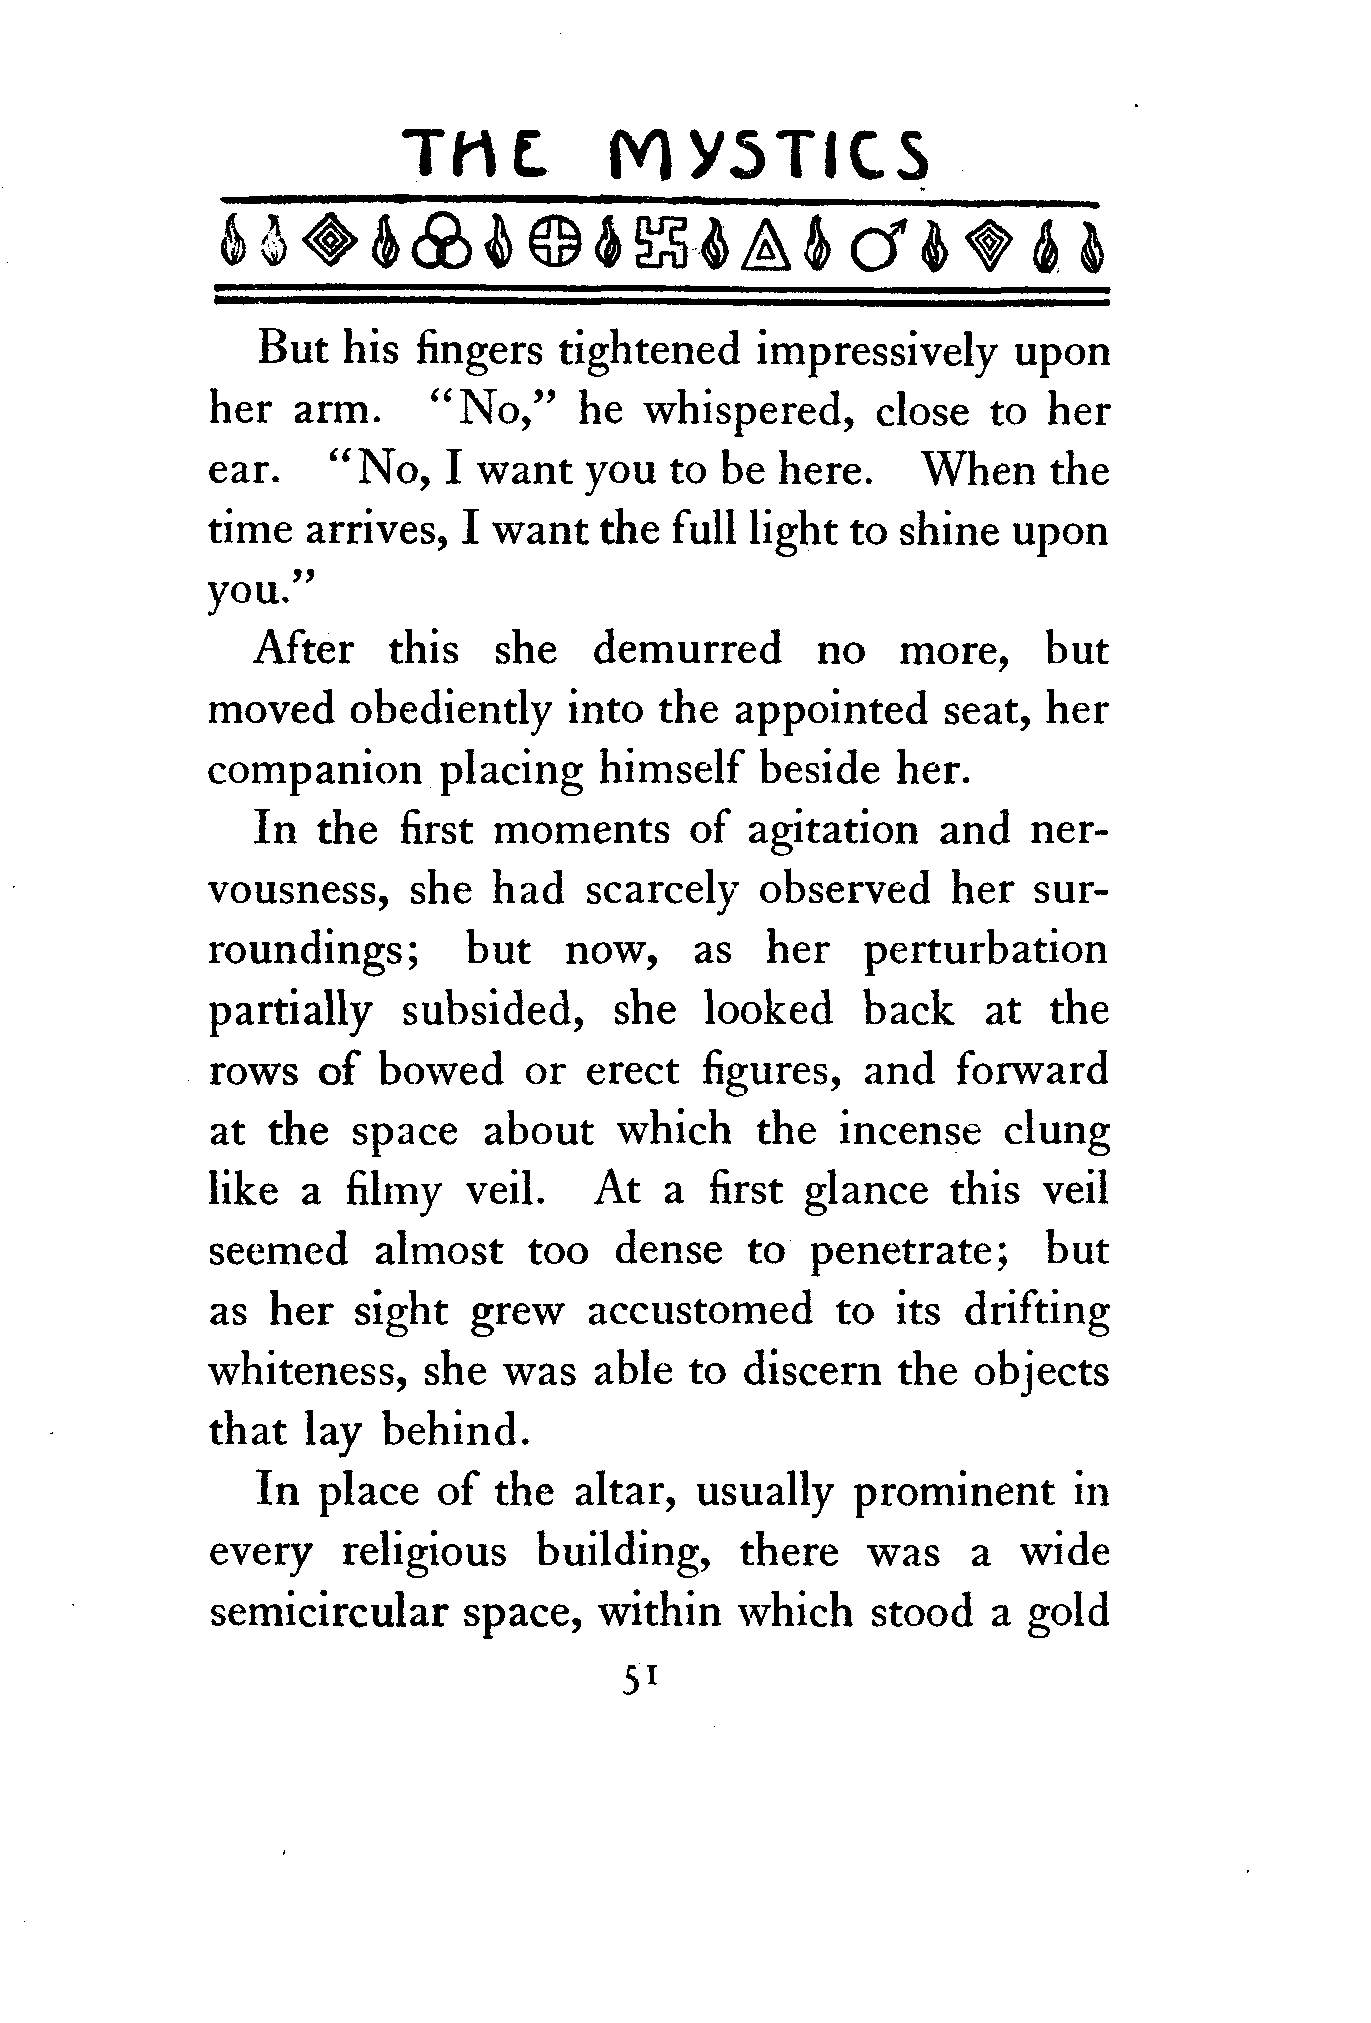 THE MYSTICS
But his fingers tightened impressively upon
her arm. "No," he whispered, close to her
ear. "No, I want you to be here. When the
time arrives, I want the full light to shine upon
you."
After this she demurred no more, but
moved obediently into the appointed seat, her
companion placing himself beside her.
In the first moments of agitation and ner-
vousness, she had scarcely observed her sur-
roundings; but now, as her perturbation
partially subsided, she looked back at the
rows of bowed or erect figures, and forward
at the space about which the incense clung
like a filmy veil. At a first glance this veil
seemed almost too dense to penetrate; but
as her sight grew accustomed to its drifting
whiteness, she was able to discern the objects
that lay behind.
In place of the altar, usually prominent in
every religious building, there was a wide
semicircular space, within which stood a gold
51